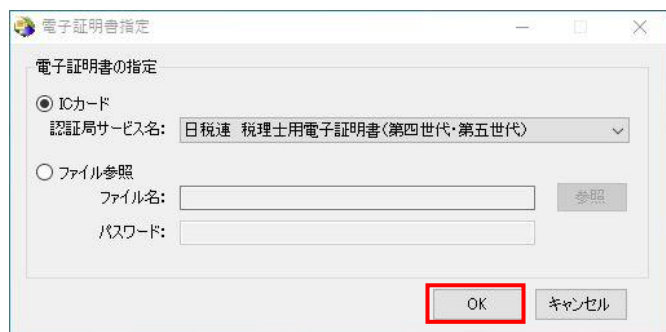 電子証明書指定
電子証明書の指定
ICカード
認証局サービス名: 日税連 税理士用電子証明書(第四世代・第五世代)
ファイル参照
ファイル名: 参照
パスワード:
OK キャンセル